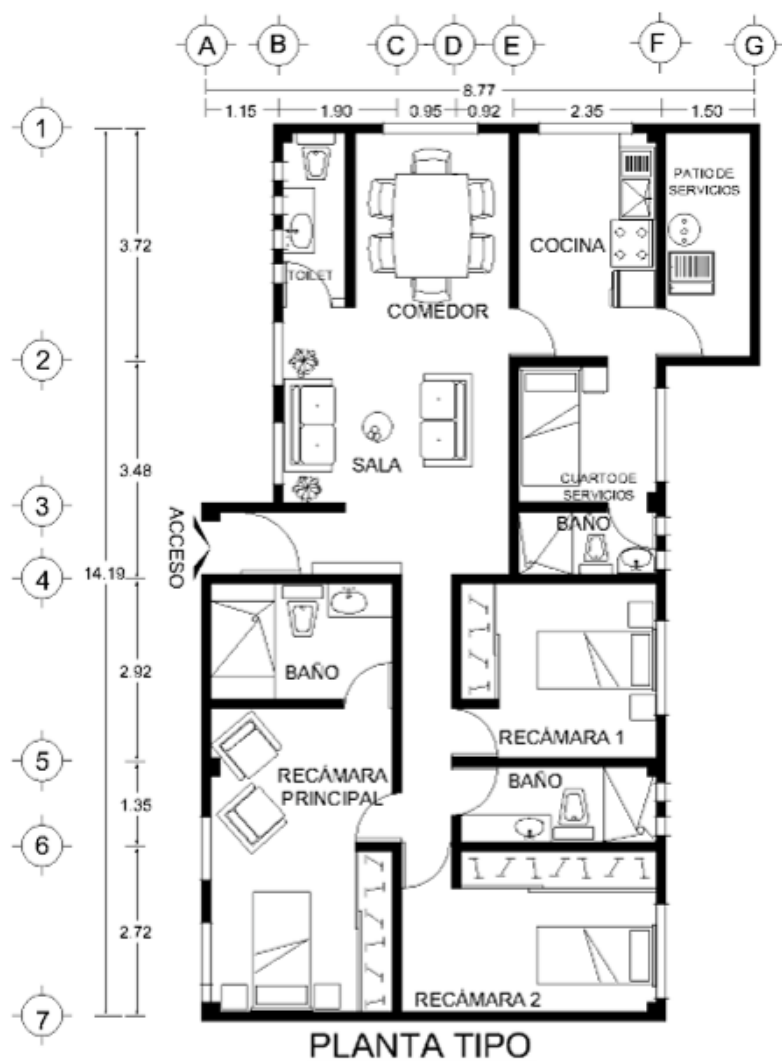 A B C D E F G
8.77
1.15 1.90 0.95 0.92 2.35 1.50
1
PATIO DE
SERVICIOS
3.72
COCINA
TOILET
COMEDOR
2
3.48
SALA
CUARTO DE
SERVICIOS
3
ACCESO
BAÑO
14.19
4
2.92
BAÑO
RECÁMARA 1
5
RECÁMARA
PRINCIPAL
BAÑO
1.35
6
2.72
RECÁMARA 2
7
PLANTA TIPO